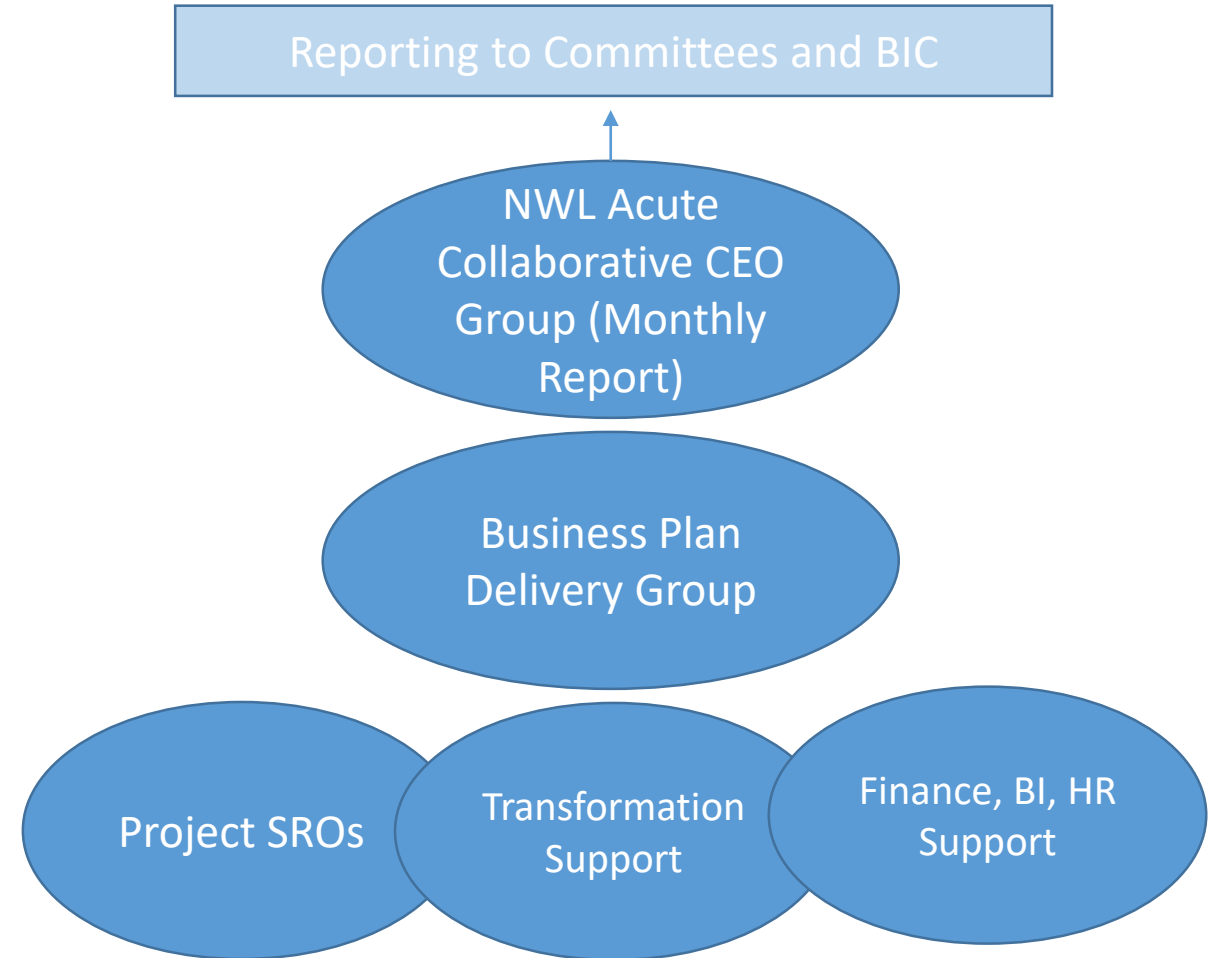 Reporting to Committees and BIC
NWL Acute
Collaborative CEO
Group (Monthly
Report)
Business Plan
Delivery Group
Project SROs
Transformation
Support
Finance, BI, HR
Support